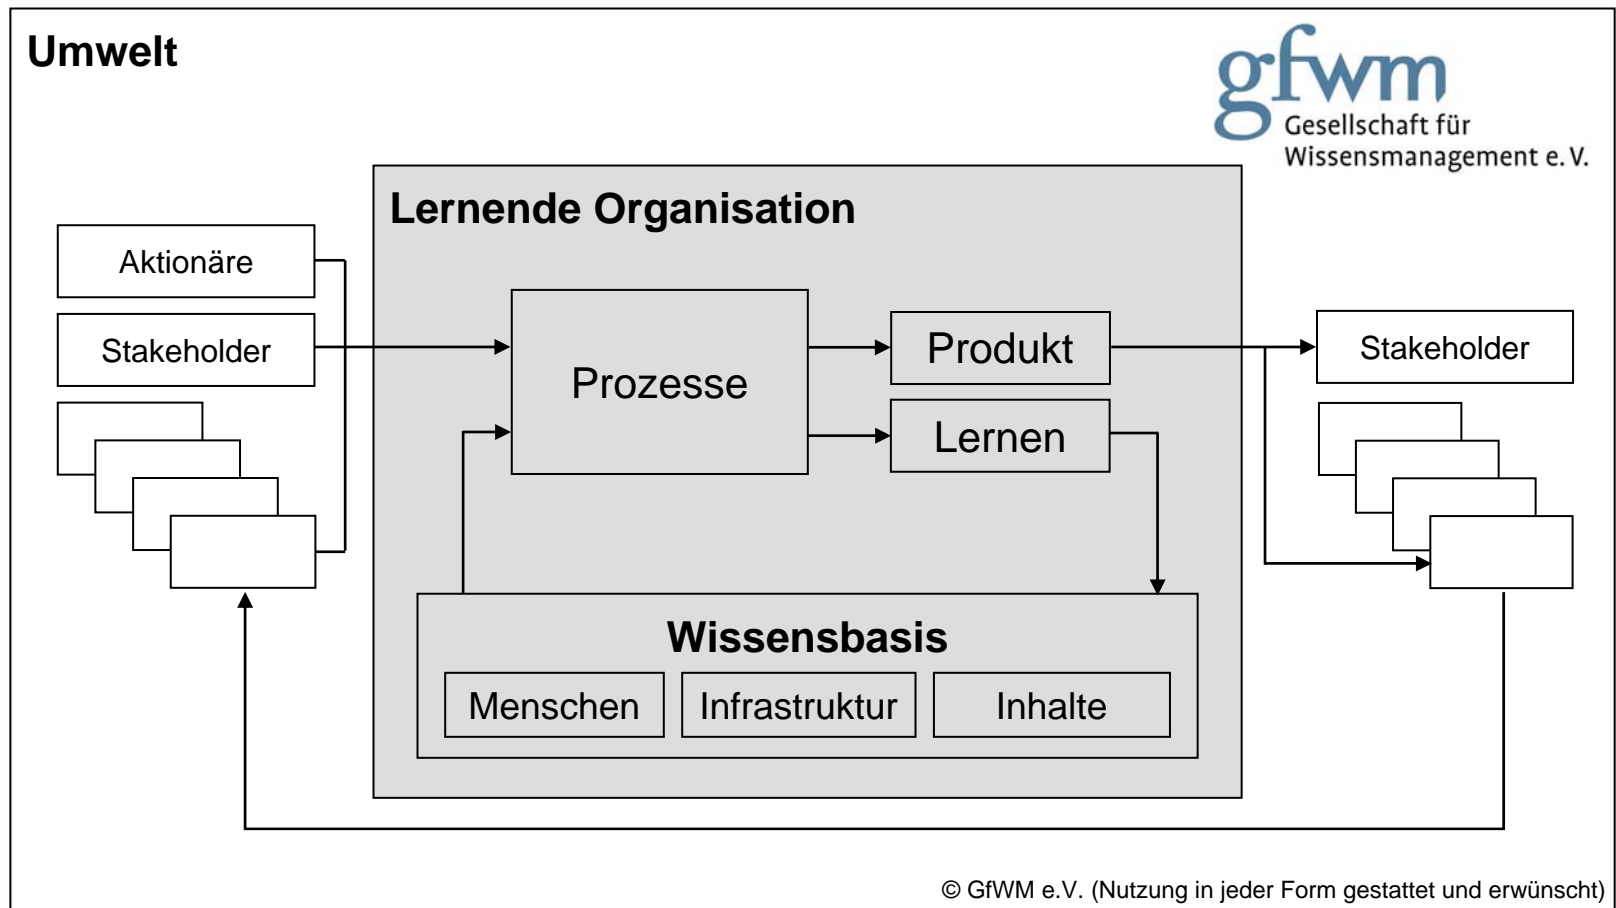 Umwelt
gfwm
Gesellschaft für
Wissensmanagement e. V.
Lernende Organisation
Aktionäre
Stakeholder
Prozesse
Produkt
Lernen
Stakeholder
Wissensbasis
Menschen
Infrastruktur
Inhalte
© GfWM e.V. (Nutzung in jeder Form gestattet und erwünscht)